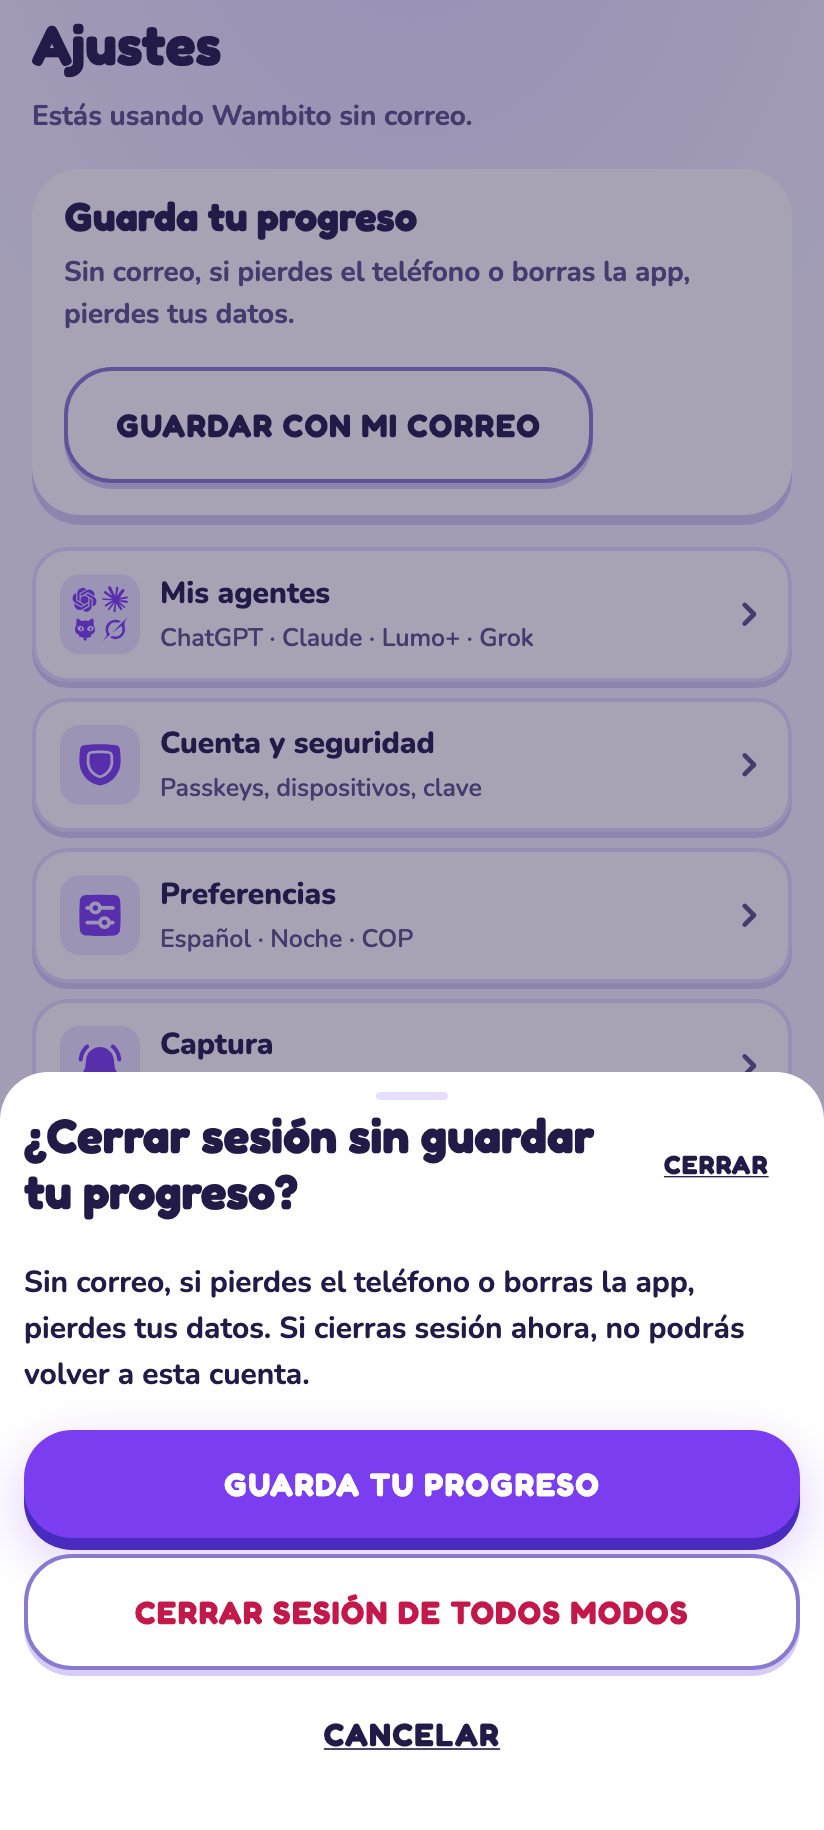 Ajustes
Estás usando Wambito sin correo.
Guarda tu progreso
Sin correo, si pierdes el teléfono o borras la app,
pierdes tus datos.
GUARDAR CON MI CORREO
Mis agentes
ChatGPT · Claude · Lumo+ · Grok
Cuenta y seguridad
Passkeys, dispositivos, clave
Preferencias
Español · Noche · COP
Captura
¿Cerrar sesión sin guardar
tu progreso?
CERRAR
Sin correo, si pierdes el teléfono o borras la app,
pierdes tus datos. Si cierras sesión ahora, no podrás
volver a esta cuenta.
GUARDA TU PROGRESO
CERRAR SESIÓN DE TODOS MODOS
CANCELAR